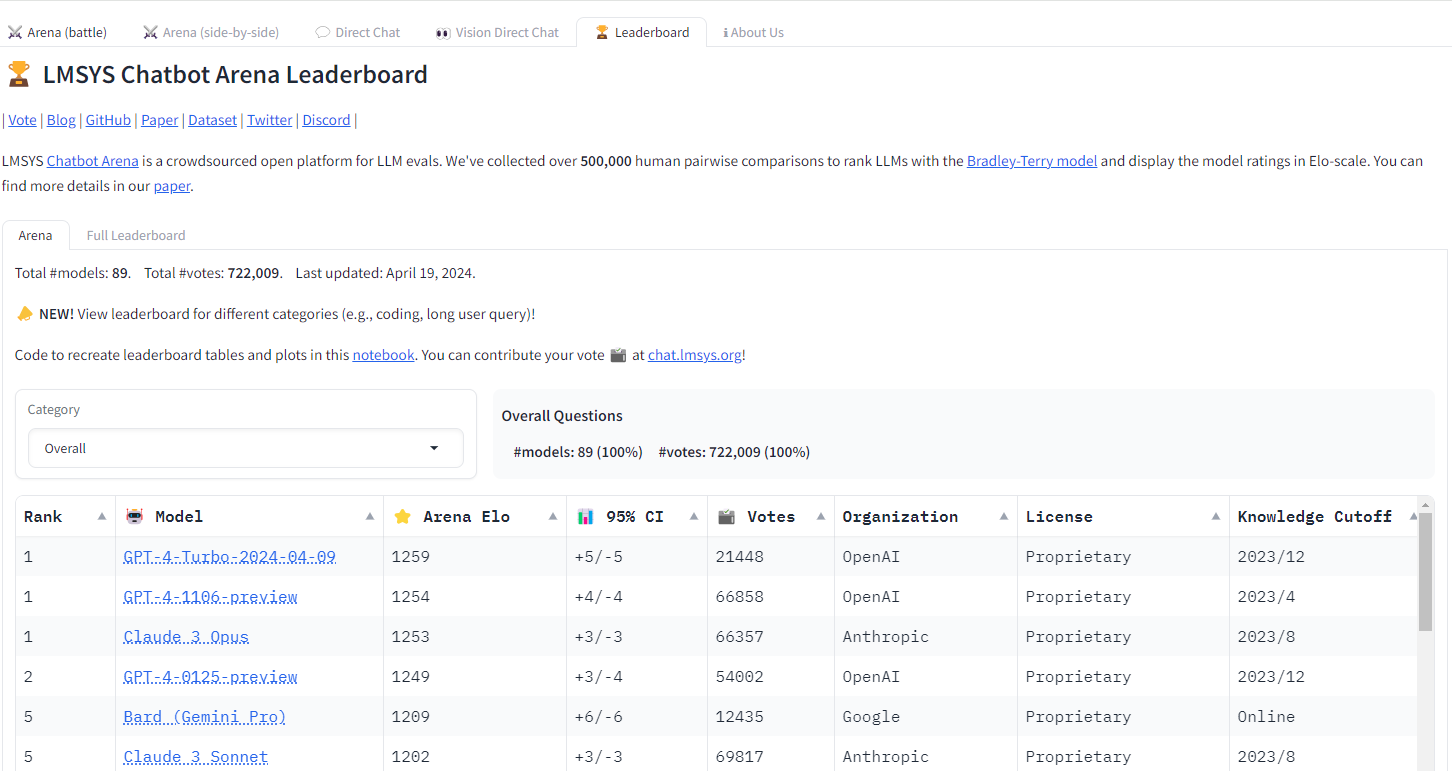 Arena (battle) Arena (side-by-side) Direct Chat Vision Direct Chat Leaderboard About Us
LMSYS Chatbot Arena Leaderboard
| Vote | Blog | GitHub | Paper | Dataset | Twitter | Discord |
LMSYS Chatbot Arena is a crowdsourced open platform for LLM evals. We've collected over 500,000 human pairwise comparisons to rank LLMs with the Bradley-Terry model and display the model ratings in Elo-scale. You can
find more details in our paper.
Arena Full Leaderboard
Total #models: 89. Total #votes: 722,009. Last updated: April 19, 2024.
NEW! View leaderboard for different categories (e.g., coding, long user query)!
Code to recreate leaderboard tables and plots in this notebook. You can contribute your vote at chat.lmsys.org!
Category
Overall
Overall Questions
#models: 89 (100%) #votes: 722,009 (100%)
Rank Model Arena Elo 95% CI Votes Organization License Knowledge Cutoff
1 GPT-4-Turbo-2024-04-09 1259 +5/-5 21448 OpenAI Proprietary 2023/12
1 GPT-4-1106-preview 1254 +4/-4 66858 OpenAI Proprietary 2023/4
1 Claude 3 Opus 1253 +3/-3 66357 Anthropic Proprietary 2023/8
2 GPT-4-0125-preview 1249 +3/-4 54002 OpenAI Proprietary 2023/12
5 Bard (Gemini Pro) 1209 +6/-6 12435 Google Proprietary Online
5 Claude 3 Sonnet 1202 +3/-3 69817 Anthropic Proprietary 2023/8